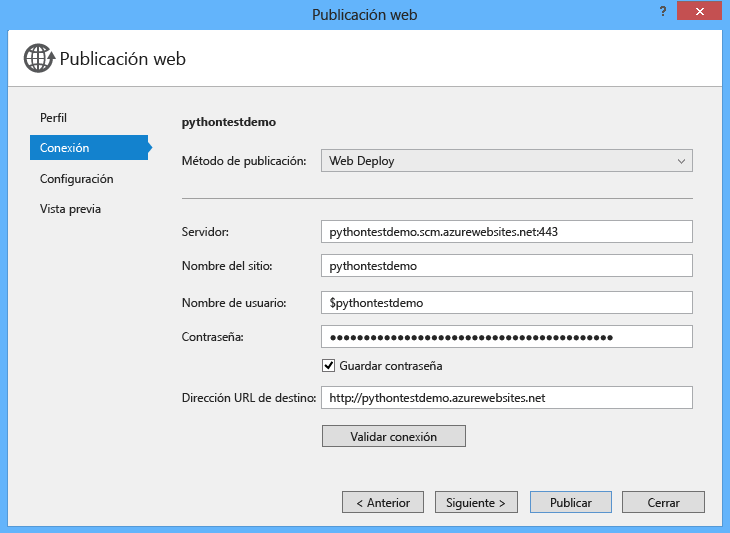 Publicación web
?
Publicación web
Perfil
Conexión
Configuración
Vista previa
pythontestdemo
Método de publicación: Web Deploy
Servidor: pythontestdemo.scm.azurewebsites.net:443
Nombre del sitio: pythontestdemo
Nombre de usuario: $pythontestdemo
Contraseña: ●●●●●●●●●●●●●●●●●●●●●●●●●●●●●●●●●●●●●●●●●●
Guardar contraseña
Dirección URL de destino: http://pythontestdemo.azurewebsites.net
Validar conexión
< Anterior Siguiente > Publicar Cerrar